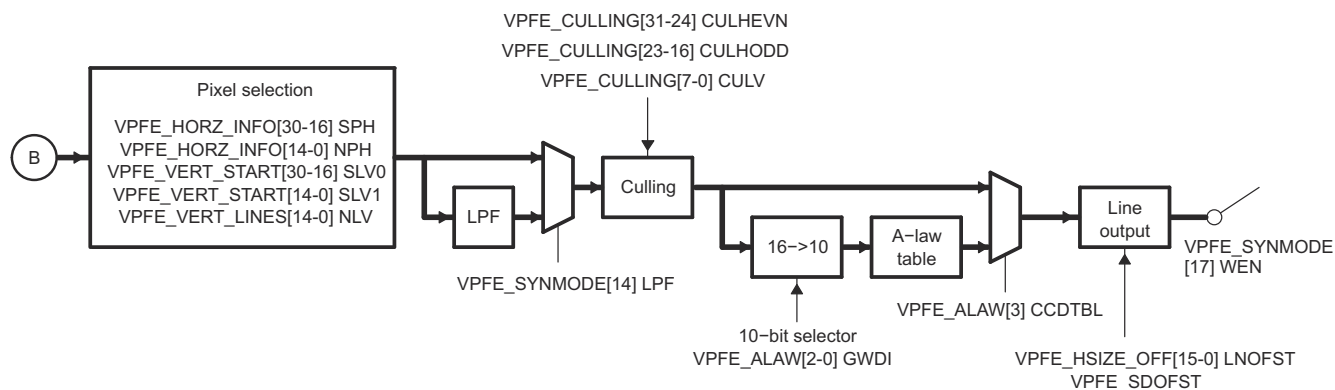 VPFE_CULLING[31-24] CULHEVN
VPFE_CULLING[23-16] CULHODD
VPFE_CULLING[7-0] CULV
Pixel selection
VPFE_HORZ_INFO[30-16] SPH
VPFE_HORZ_INFO[14-0] NPH
VPFE_VERT_START[30-16] SLV0
VPFE_VERT_START[14-0] SLV1
VPFE_VERT_LINES[14-0] NLV
B
LPF
Culling
VPFE_SYNMODE[14] LPF
16−>10
A−law
table
Line
output
VPFE_SYNMODE
[17] WEN
VPFE_ALAW[3] CCDTBL
10−bit selector
VPFE_ALAW[2-0] GWDI
VPFE_HSIZE_OFF[15-0] LNOFST
VPFE_SDOFST